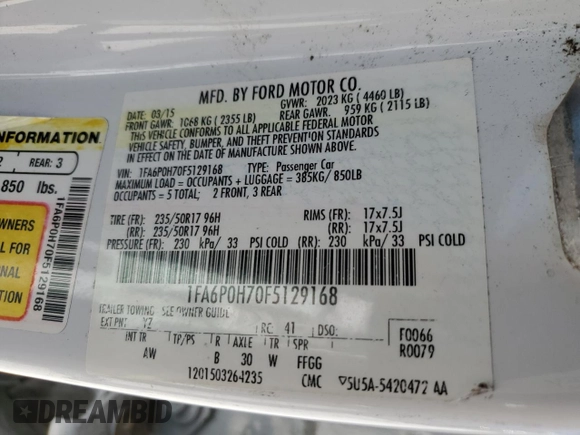 MFD. BY FORD MOTOR CO.
DATE: 03/15 GVWR: 2023 KG ( 4460 LB)
FRONT GAWR: 1068 KG ( 2355 LB) REAR GAWR: 959 KG ( 2115 LB)
THIS VEHICLE CONFORMS TO ALL APPLICABLE FEDERAL MOTOR
VEHICLE SAFETY, BUMPER, AND THEFT PREVENTION STANDARDS
IN EFFECT ON THE DATE OF MANUFACTURE SHOWN ABOVE.
VIN: 1FA6P0H70F5129168 TYPE: Passenger Car
MAXIMUM LOAD = OCCUPANTS + LUGGAGE = 385KG/ 850LB
OCCUPANTS = 5 TOTAL; 2 FRONT, 3 REAR
TIRE (FR): 235/50R17 96H RIMS (FR): 17x7.5J
(RR): 235/50R17 96H (RR): 17x7.5J
PRESSURE (FR): 230 kPa/ 33 PSI COLD (RR): 230 kPa/ 33 PSI COLD
1FA6P0H70F5129168
TRAILER TOWING - SEE OWNER GUIDE
EXT PNT: YZ RC: 41 DSO: F0066
R0079
INT TR TP/PS R AXLE TR SPR
AW B 30 W FFGG
1201503264235 CMC 5U5A-5420472 AA
INFORMATION
2 REAR: 3
850 lbs.
OWNERS
L FOR
NAL
ON
1FA6P0H70F5129168
DREAMBID